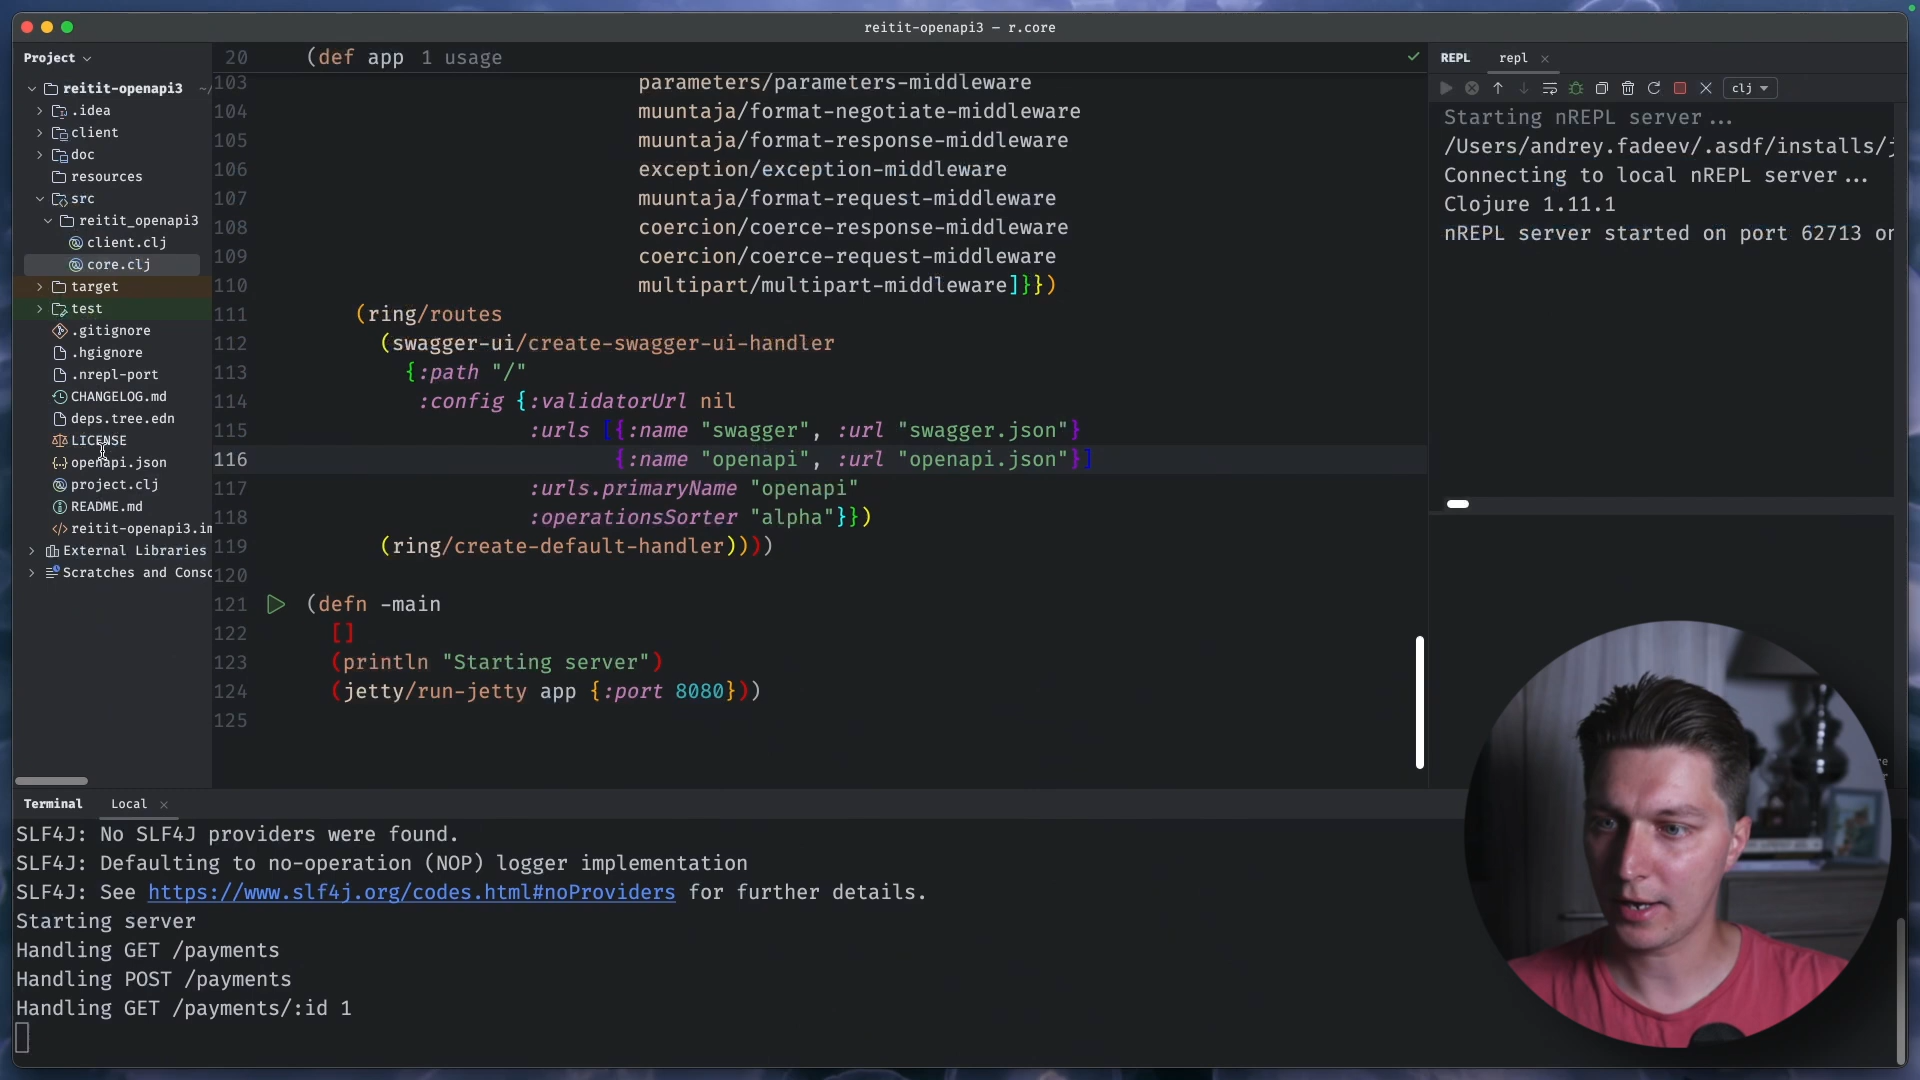 reitit-openapi3 – r.core
Project
reitit-openapi3
.idea
client
doc
resources
src
reitit_openapi3
client.clj
core.clj
target
test
.gitignore
.hgignore
.nrepl-port
CHANGELOG.md
deps.tree.edn
LICENSE
openapi.json
project.clj
README.md
reitit-openapi3.im
External Libraries
Scratches and Consc
20 (def app 1 usage
103 parameters/parameters-middleware
104 muuntaja/format-negotiate-middleware
105 muuntaja/format-response-middleware
106 exception/exception-middleware
107 muuntaja/format-request-middleware
108 coercion/coerce-response-middleware
109 coercion/coerce-request-middleware
110 multipart/multipart-middleware]}})
111 (ring/routes
112 (swagger-ui/create-swagger-ui-handler
113 {:path "/"
114 :config {:validatorUrl nil
115 :urls [{:name "swagger", :url "swagger.json"}
116 {:name "openapi", :url "openapi.json"}]
117 :urls.primaryName "openapi"
118 :operationsSorter "alpha"}})
119 (ring/create-default-handler))))
120
121 (defn -main
122 []
123 (println "Starting server")
124 (jetty/run-jetty app {:port 8080}))
125
REPL repl
clj
Starting nREPL server...
/Users/andrey.fadeev/.asdf/installs/j
Connecting to local nREPL server...
Clojure 1.11.1
nREPL server started on port 62713 on
Terminal Local
SLF4J: No SLF4J providers were found.
SLF4J: Defaulting to no-operation (NOP) logger implementation
SLF4J: See https://www.slf4j.org/codes.html#noProviders for further details.
Starting server
Handling GET /payments
Handling POST /payments
Handling GET /payments/:id 1